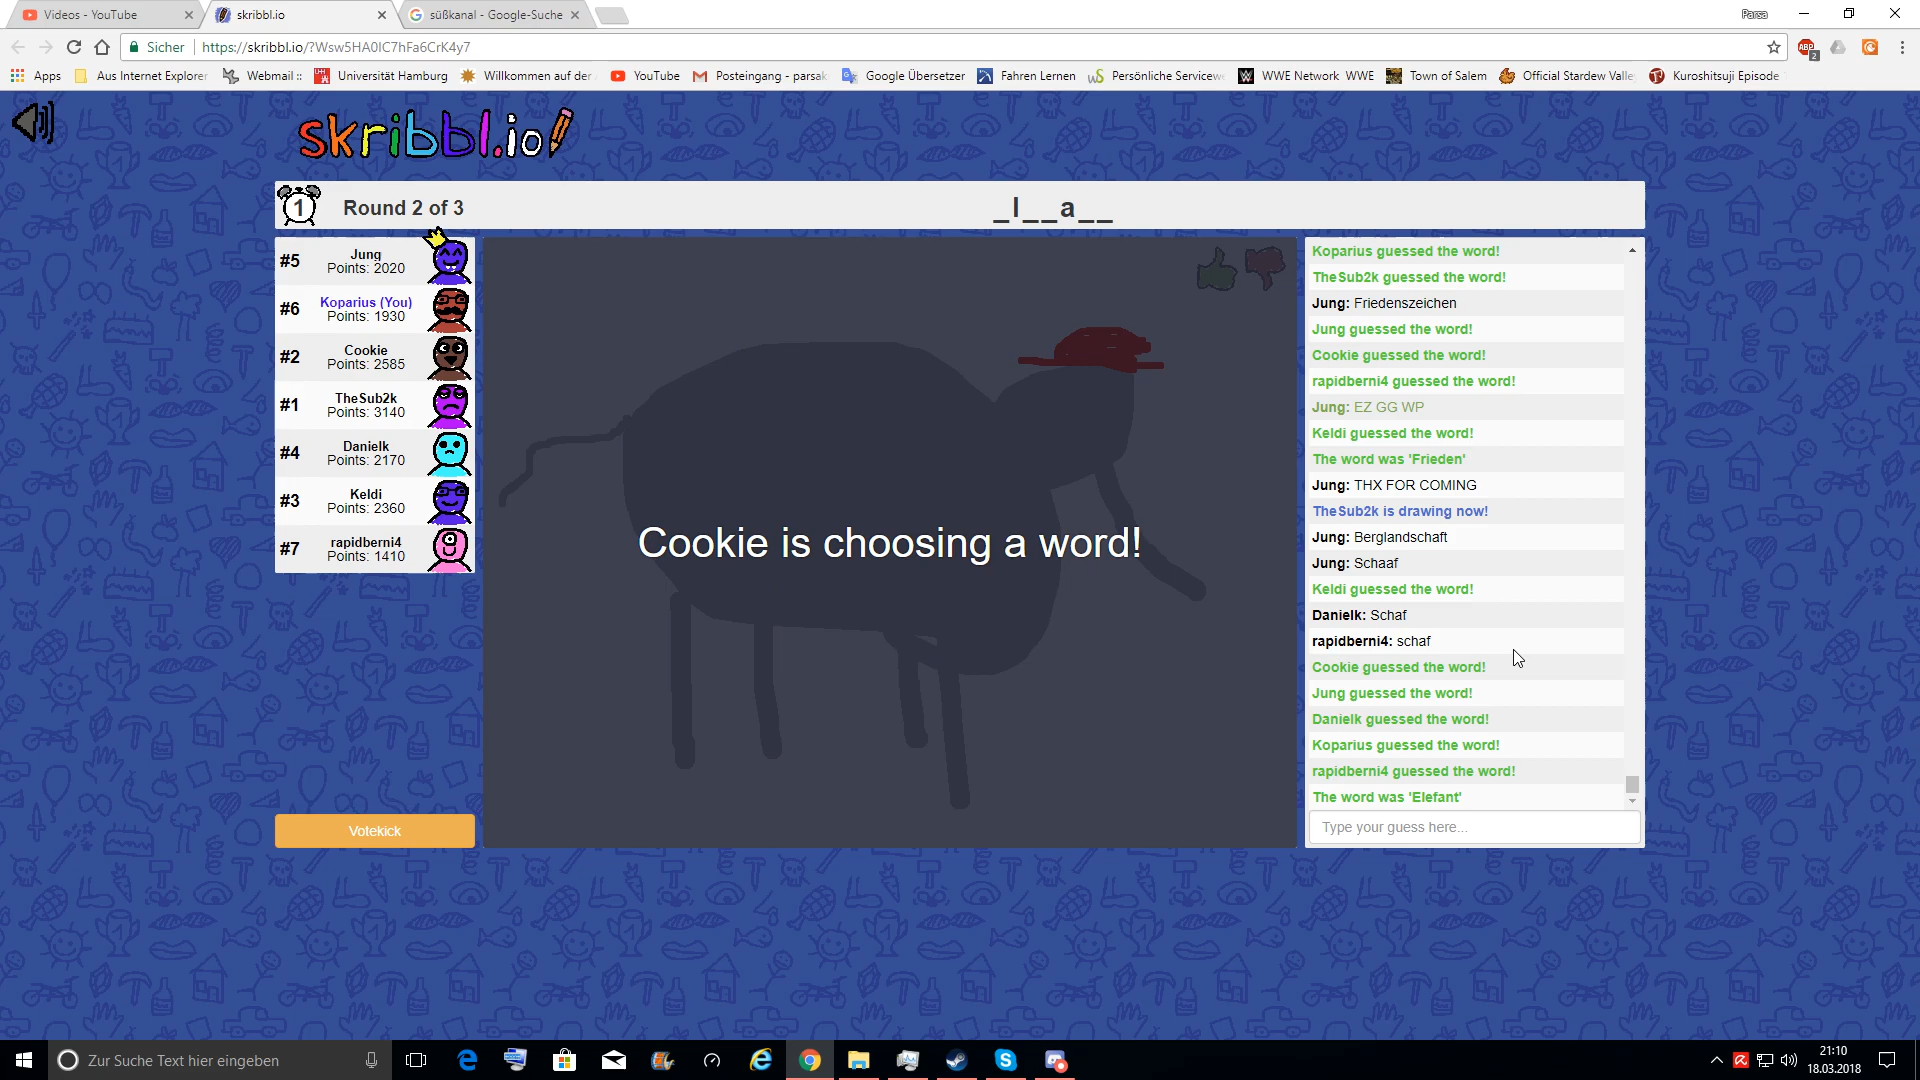 Videos - YouTube
skribbl.io
süßkanal - Google-Suche
Parsa
Sicher
https://skribbl.io/?Wsw5HA0IC7hFa6CrK4y7
ABP
2
Apps
Aus Internet Explorer
Webmail ::
Universität Hamburg
Willkommen auf der
YouTube
Posteingang - parsak
Google Übersetzer
Fahren Lernen
Persönliche Servicew
WWE Network WWE
Town of Salem
Official Stardew Valle
Kuroshitsuji Episode
skribbl.io
1
Round 2 of 3
_l__a__
#5
Jung
Points: 2020
#6
Koparius (You)
Points: 1930
#2
Cookie
Points: 2585
#1
TheSub2k
Points: 3140
#4
Danielk
Points: 2170
#3
Keldi
Points: 2360
#7
rapidberni4
Points: 1410
Votekick
Cookie is choosing a word!
Koparius guessed the word!
TheSub2k guessed the word!
Jung: Friedenszeichen
Jung guessed the word!
Cookie guessed the word!
rapidberni4 guessed the word!
Jung: EZ GG WP
Keldi guessed the word!
The word was 'Frieden'
Jung: THX FOR COMING
TheSub2k is drawing now!
Jung: Berglandschaft
Jung: Schaaf
Keldi guessed the word!
Danielk: Schaf
rapidberni4: schaf
Cookie guessed the word!
Jung guessed the word!
Danielk guessed the word!
Koparius guessed the word!
rapidberni4 guessed the word!
The word was 'Elefant'
Type your guess here...
Zur Suche Text hier eingeben
21:10
18.03.2018